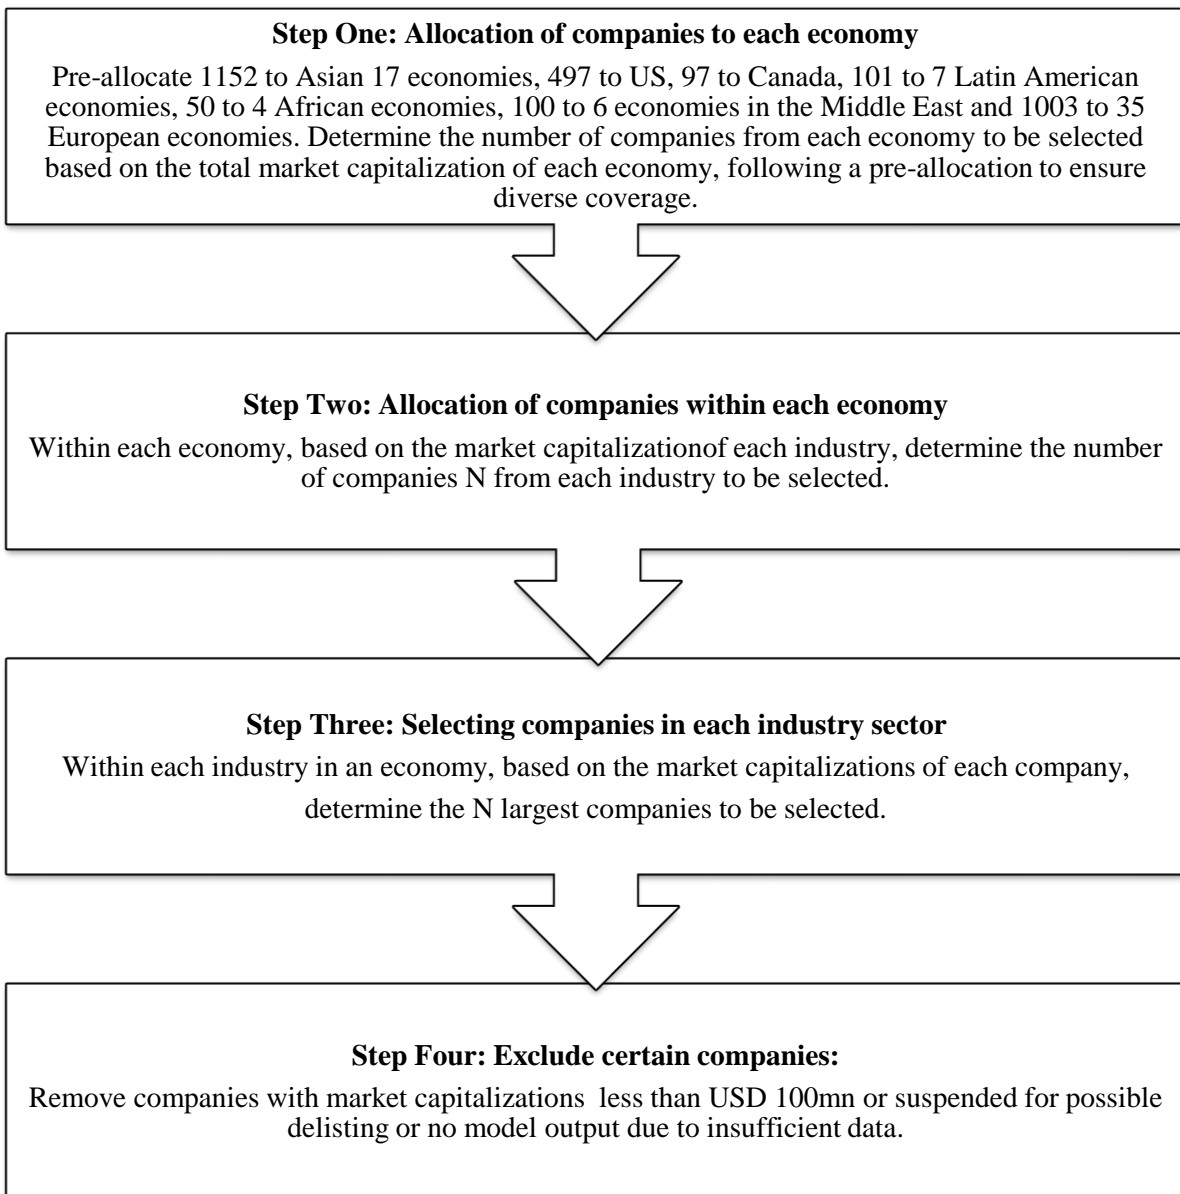 Step One: Allocation of companies to each economy
Pre-allocate 1152 to Asian 17 economies, 497 to US, 97 to Canada, 101 to 7 Latin American
economies, 50 to 4 African economies, 100 to 6 economies in the Middle East and 1003 to 35
European economies. Determine the number of companies from each economy to be selected
based on the total market capitalization of each economy, following a pre-allocation to ensure
diverse coverage.
Step Two: Allocation of companies within each economy
Within each economy, based on the market capitalizationof each industry, determine the number
of companies N from each industry to be selected.
Step Three: Selecting companies in each industry sector
Within each industry in an economy, based on the market capitalizations of each company,
determine the N largest companies to be selected.
Step Four: Exclude certain companies:
Remove companies with market capitalizations less than USD 100mn or suspended for possible
delisting or no model output due to insufficient data.